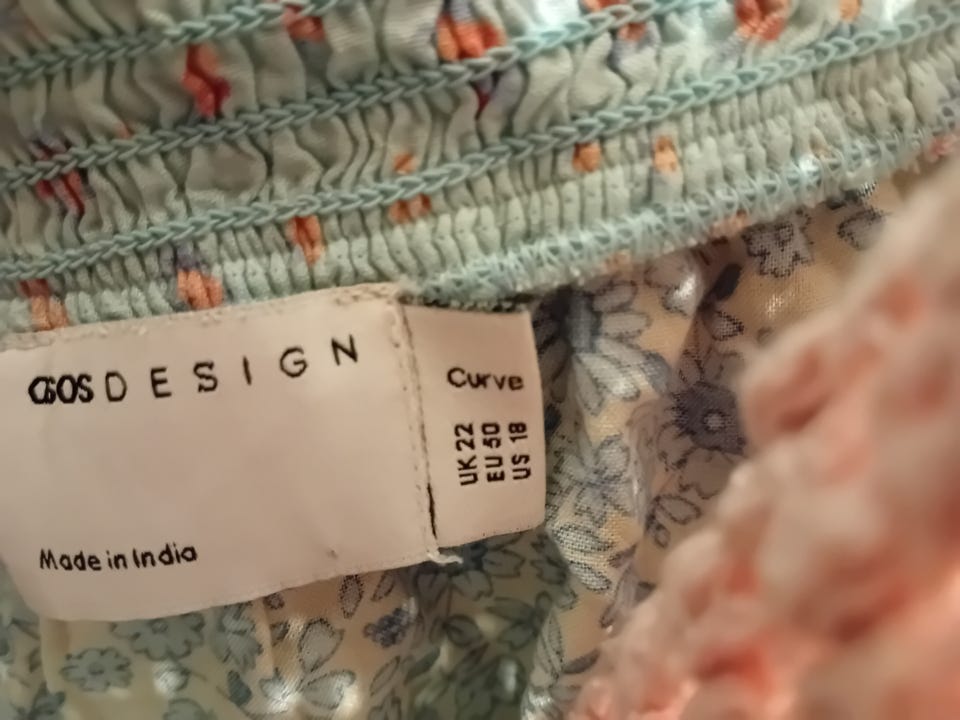 asos DESIGN
Made in India
Curve
UK 22
EU 50
US 18